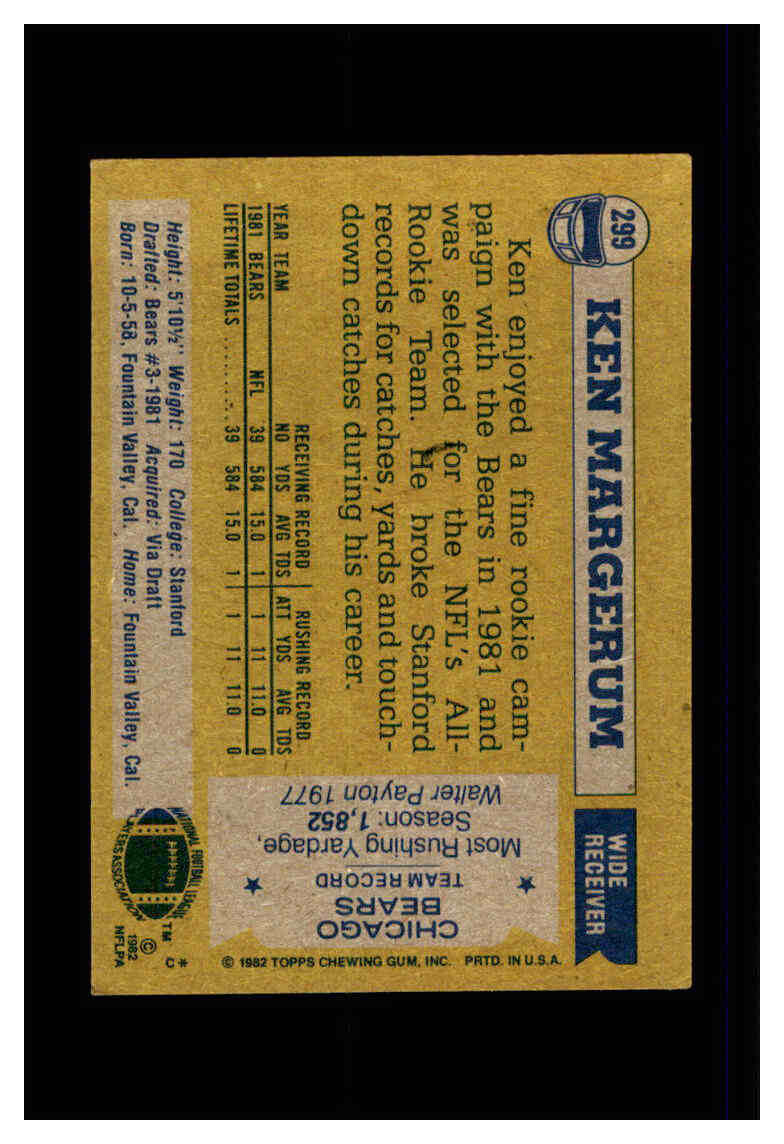 299
KEN MARGERUM
WIDE
RECEIVER
Ken enjoyed a fine rookie cam-
paign with the Bears in 1981 and
was selected for the NFL's All-
Rookie Team. He broke Stanford
records for catches, yards and touch-
down catches during his career.
RECEIVING RECORD RUSHING RECORD
YEAR TEAM NO YDS AVG TDS ATT YDS AVG TDS
1981 BEARS NFL 39 584 15.0 1 1 11 11.0 0
LIFETIME TOTALS . . . . . . . . . . 39 584 15.0 1 1 11 11.0 0
Height: 5'10½" Weight: 170 College: Stanford
Drafted: Bears #3-1981 Acquired: Via Draft
Born: 10-5-58, Fountain Valley, Cal. Home: Fountain Valley, Cal.
CHICAGO
BEARS
TEAM RECORD
Most Rushing Yardage,
Season: 1,852
Walter Payton 1977
© 1982 TOPPS CHEWING GUM, INC. PRTD. IN U.S.A.
NATIONAL FOOTBALL LEAGUE
PLAYERS ASSOCIATION
TM
©
1982
NFLPA
C*